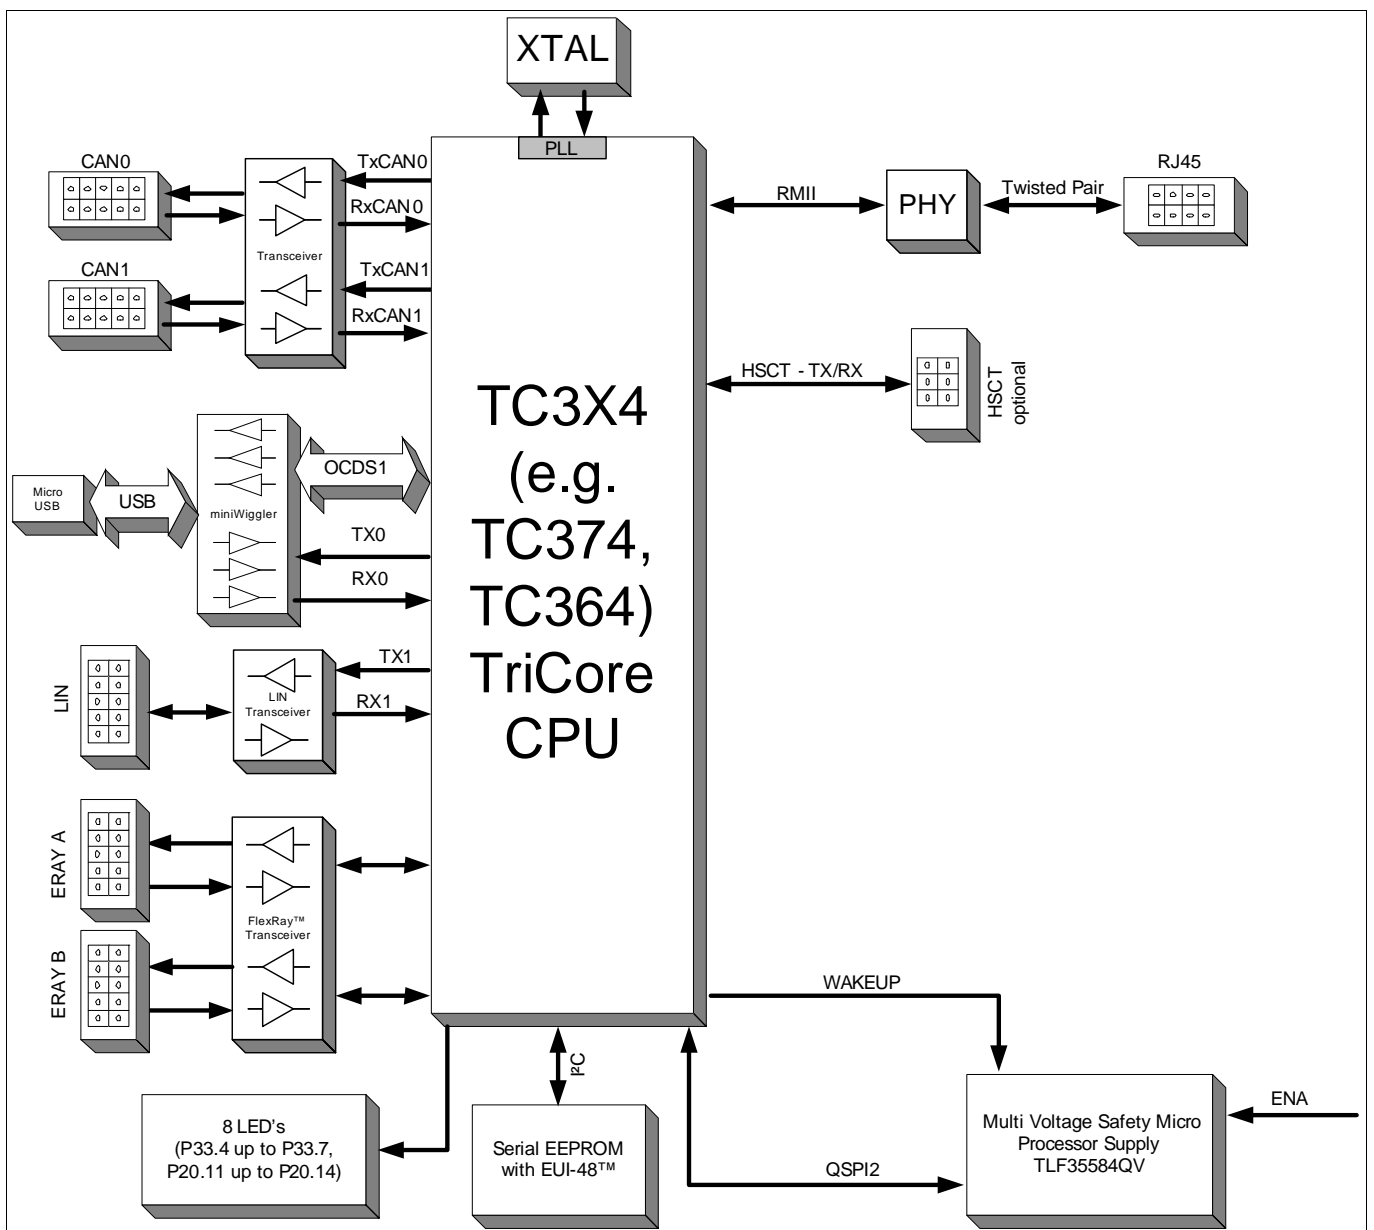 XTAL
PLL
CAN0
TxCAN0
RxCAN0
Transceiver
CAN1
TxCAN1
RxCAN1
RMII
PHY
Twisted Pair
RJ45
HSCT - TX/RX
HSCT
optional
TC3X4
(e.g.
TC374,
TC364)
TriCore
CPU
Micro
USB
USB
miniWiggler
OCDS1
TX0
RX0
LIN
LIN
Transceiver
TX1
RX1
ERAY A
FlexRay™
Transceiver
ERAY B
WAKEUP
I²C
8 LED's
(P33.4 up to P33.7,
P20.11 up to P20.14)
Serial EEPROM
with EUI-48™
QSPI2
Multi Voltage Safety Micro
Processor Supply
TLF35584QV
ENA